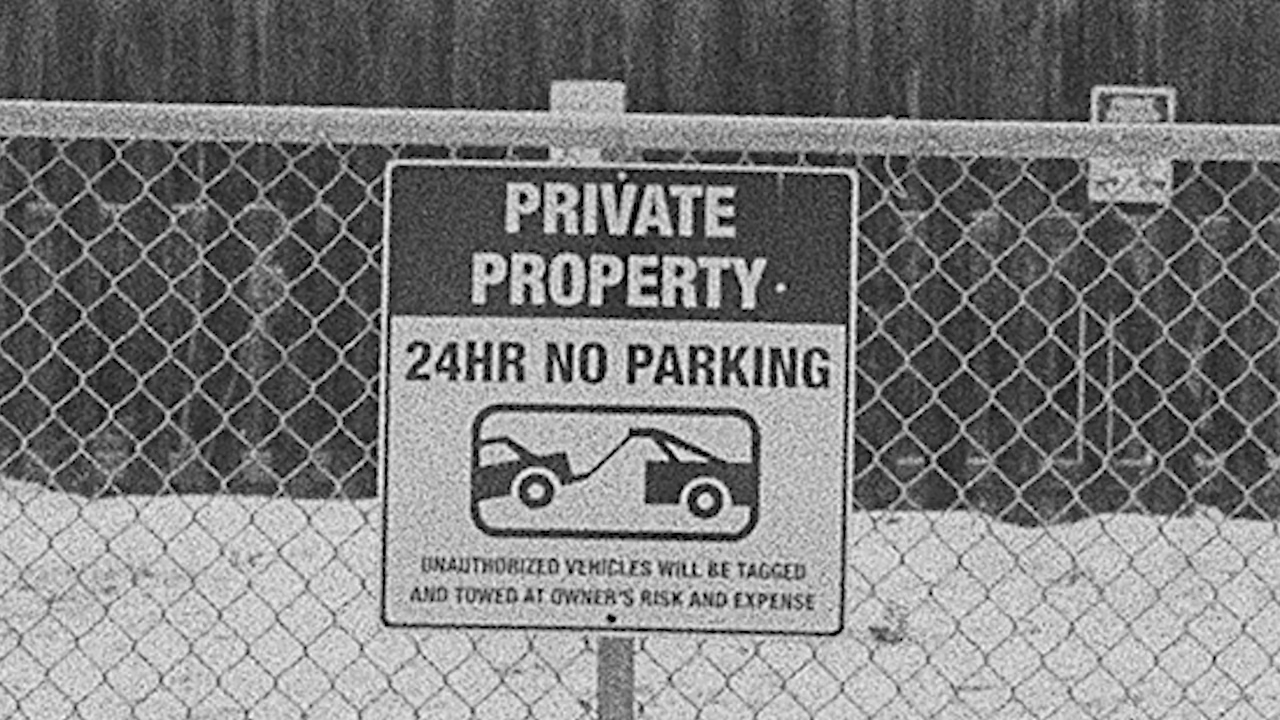 PRIVATE
PROPERTY
24HR NO PARKING
UNAUTHORIZED VEHICLES WILL BE TAGGED
AND TOWED AT OWNER'S RISK AND EXPENSE